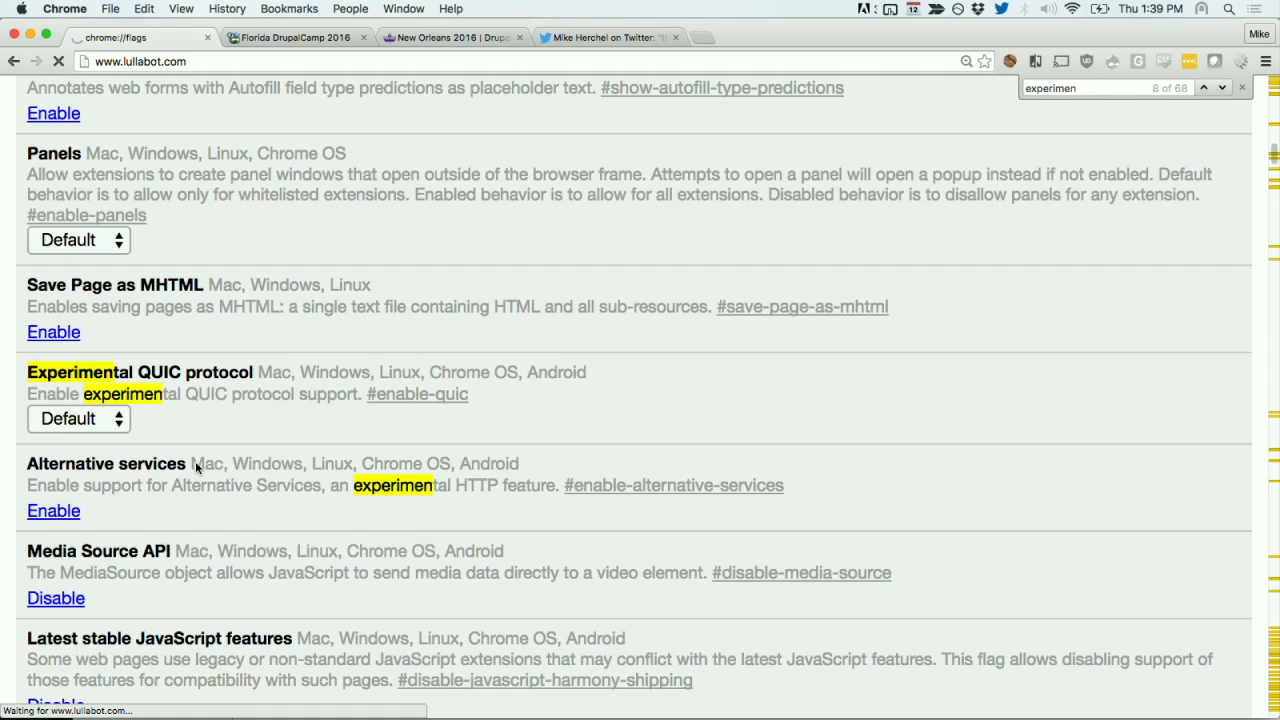 Chrome File Edit View History Bookmarks People Window Help
12 Thu 1:39 PM
chrome://flags × Florida DrupalCamp 2016 × New Orleans 2016 | Drup × Mike Herchel on Twitter: "I × Mike
www.lullabot.com
experimen 8 of 68
Annotates web forms with Autofill field type predictions as placeholder text. #show-autofill-type-predictions
Enable
Panels Mac, Windows, Linux, Chrome OS
Allow extensions to create panel windows that open outside of the browser frame. Attempts to open a panel will open a popup instead if not enabled. Default
behavior is to allow only for whitelisted extensions. Enabled behavior is to allow for all extensions. Disabled behavior is to disallow panels for any extension.
#enable-panels
Default
Save Page as MHTML Mac, Windows, Linux
Enables saving pages as MHTML: a single text file containing HTML and all sub-resources. #save-page-as-mhtml
Enable
Experimental QUIC protocol Mac, Windows, Linux, Chrome OS, Android
Enable experimental QUIC protocol support. #enable-quic
Default
Alternative services Mac, Windows, Linux, Chrome OS, Android
Enable support for Alternative Services, an experimental HTTP feature. #enable-alternative-services
Enable
Media Source API Mac, Windows, Linux, Chrome OS, Android
The MediaSource object allows JavaScript to send media data directly to a video element. #disable-media-source
Disable
Latest stable JavaScript features Mac, Windows, Linux, Chrome OS, Android
Some web pages use legacy or non-standard JavaScript extensions that may conflict with the latest JavaScript features. This flag allows disabling support of
those features for compatibility with such pages. #disable-javascript-harmony-shipping
Disable
Waiting for www.lullabot.com...